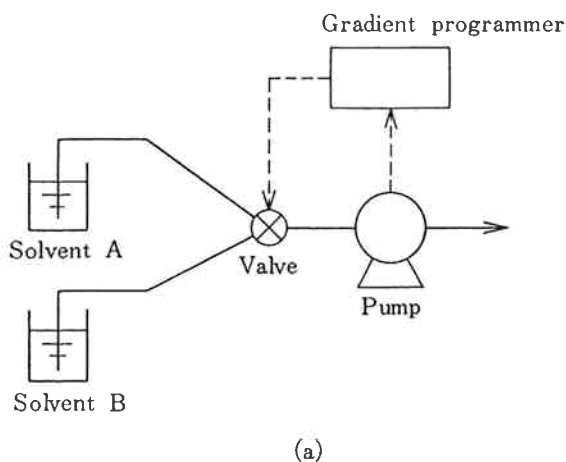 Gradient programmer
Solvent A
Valve
Pump
Solvent B
(a)